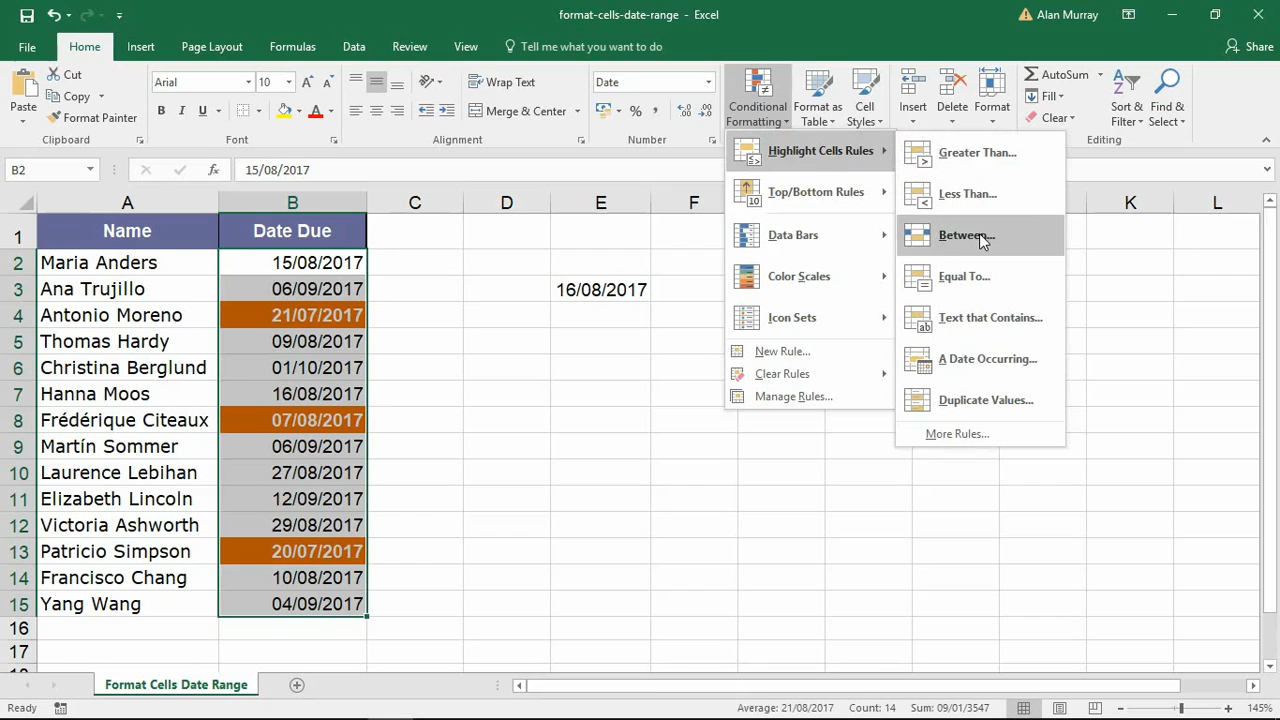 format-cells-date-range - Excel
Alan Murray
File Home Insert Page Layout Formulas Data Review View Tell me what you want to do Share
Paste Cut Copy Format Painter Clipboard
Arial 10 A A B I U A Font
Wrap Text Merge & Center Alignment
Date % , Number
Conditional Formatting Format as Table Cell Styles
Insert Delete Format
AutoSum Fill Clear Sort & Filter Find & Select Editing
B2 fx 15/08/2017
Highlight Cells Rules
Top/Bottom Rules
Data Bars
Color Scales
Icon Sets
New Rule...
Clear Rules
Manage Rules...
Greater Than...
Less Than...
Between...
Equal To...
Text that Contains...
A Date Occurring...
Duplicate Values...
More Rules...
A B C D E F K L
1 Name Date Due
2 Maria Anders 15/08/2017
3 Ana Trujillo 06/09/2017 16/08/2017
4 Antonio Moreno 21/07/2017
5 Thomas Hardy 09/08/2017
6 Christina Berglund 01/10/2017
7 Hanna Moos 16/08/2017
8 Frédérique Citeaux 07/08/2017
9 Martín Sommer 06/09/2017
10 Laurence Lebihan 27/08/2017
11 Elizabeth Lincoln 12/09/2017
12 Victoria Ashworth 29/08/2017
13 Patricio Simpson 20/07/2017
14 Francisco Chang 10/08/2017
15 Yang Wang 04/09/2017
16
17
Format Cells Date Range
Ready Average: 21/08/2017 Count: 14 Sum: 09/01/3547 145%